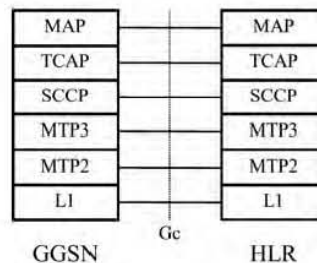 MAP MAP
TCAP TCAP
SCCP SCCP
MTP3 MTP3
MTP2 MTP2
L1 L1
Gc
GGSN HLR